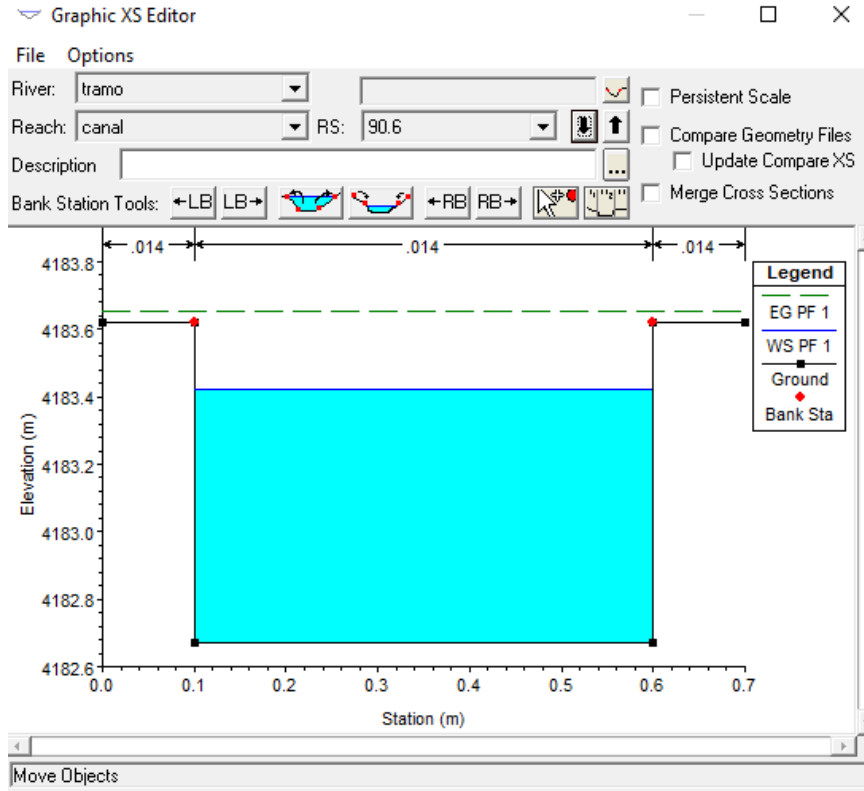 Graphic XS Editor
File Options
River: tramo
Reach: canal RS: 90.6
Description ...
Bank Station Tools: LB LB RB RB
Persistent Scale
Compare Geometry Files
Update Compare XS
Merge Cross Sections
.014 .014 .014
4183.8
4183.6
4183.4
4183.2
4183.0
4182.8
4182.6
Elevation (m)
0.0 0.1 0.2 0.3 0.4 0.5 0.6 0.7
Station (m)
Legend
EG PF 1
WS PF 1
Ground
Bank Sta
Move Objects